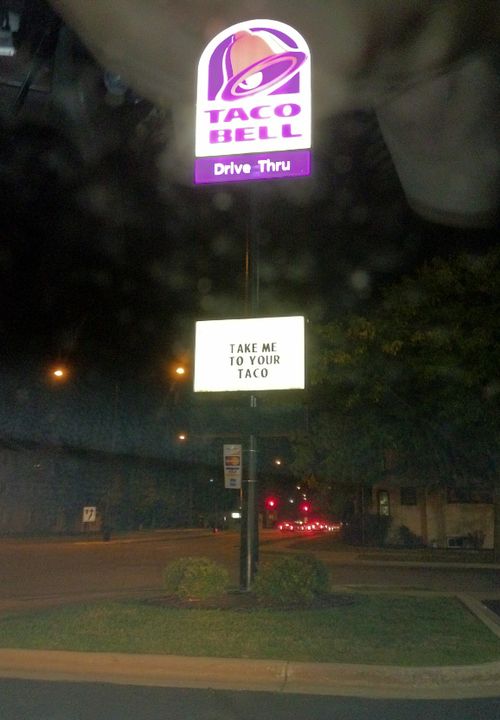 TACO
BELL
Drive Thru
TAKE ME
TO YOUR
TACO